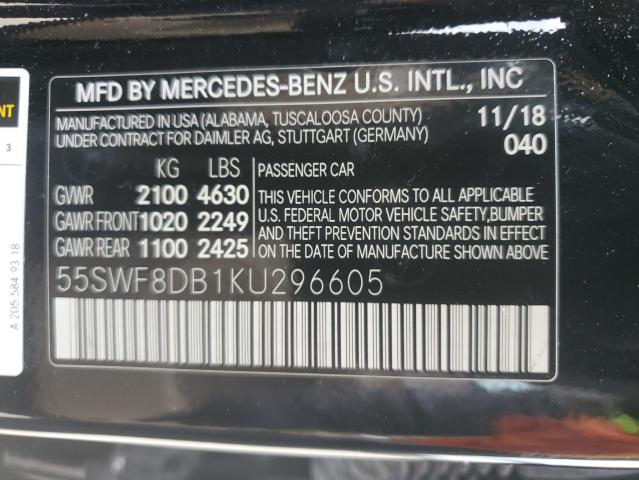 MFD BY MERCEDES-BENZ U.S. INTL., INC
MANUFACTURED IN USA (ALABAMA, TUSCALOOSA COUNTY) 11/18
UNDER CONTRACT FOR DAIMLER AG, STUTTGART (GERMANY) 040
KG LBS PASSENGER CAR
GVWR 2100 4630 THIS VEHICLE CONFORMS TO ALL APPLICABLE
GAWR FRONT 1020 2249 U.S. FEDERAL MOTOR VEHICLE SAFETY, BUMPER
AND THEFT PREVENTION STANDARDS IN EFFECT
GAWR REAR 1100 2425 ON THE DATE OF MANUFACTURE SHOWN ABOVE
55SWF8DB1KU296605
NT
3
A 205 584 93 18